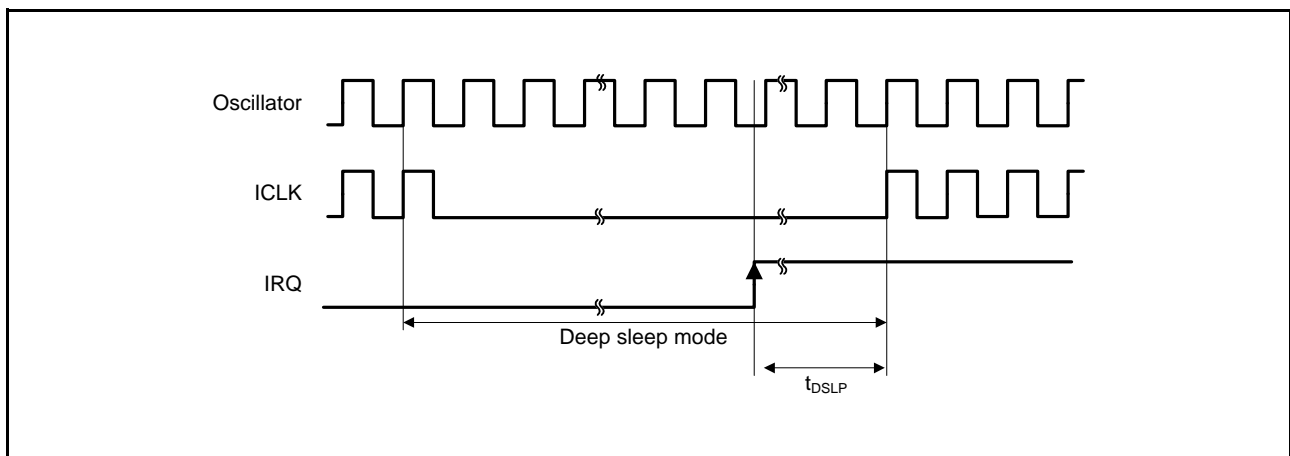 Oscillator
ICLK
IRQ
Deep sleep mode
tDSLP